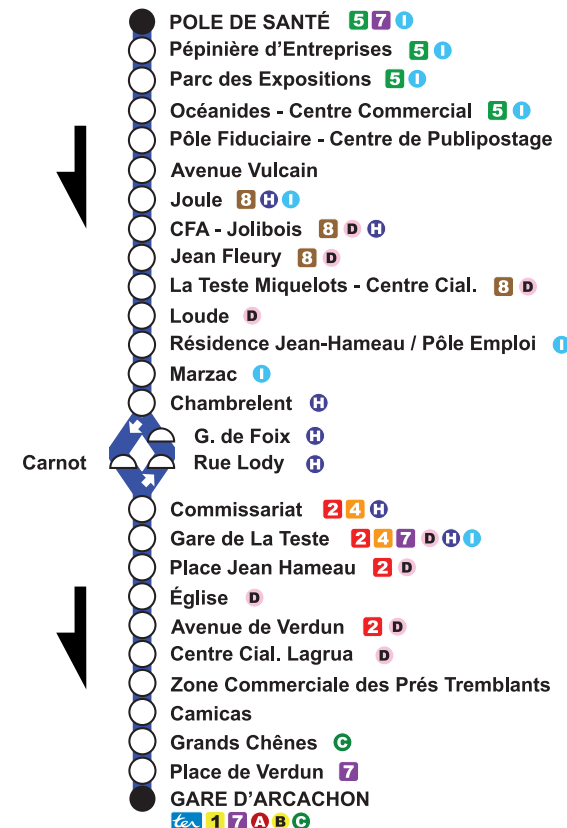 POLE DE SANTÉ 5 7 I
Pépinière d'Entreprises 5 I
Parc des Expositions 5 I
Océanides - Centre Commercial 5 I
Pôle Fiduciaire - Centre de Publipostage
Avenue Vulcain
Joule 8 H I
CFA - Jolibois 8 D H
Jean Fleury 8 D
La Teste Miquelots - Centre Cial. 8 D
Loude D
Résidence Jean-Hameau / Pôle Emploi I
Marzac I
Chambrelent H
G. de Foix H
Carnot Rue Lody H
Commissariat 2 4 H
Gare de La Teste 2 4 7 D H I
Place Jean Hameau 2 D
Église D
Avenue de Verdun 2 D
Centre Cial. Lagrua D
Zone Commerciale des Prés Tremblants
Camicas
Grands Chênes C
Place de Verdun 7
GARE D'ARCACHON
ter 1 7 A B C